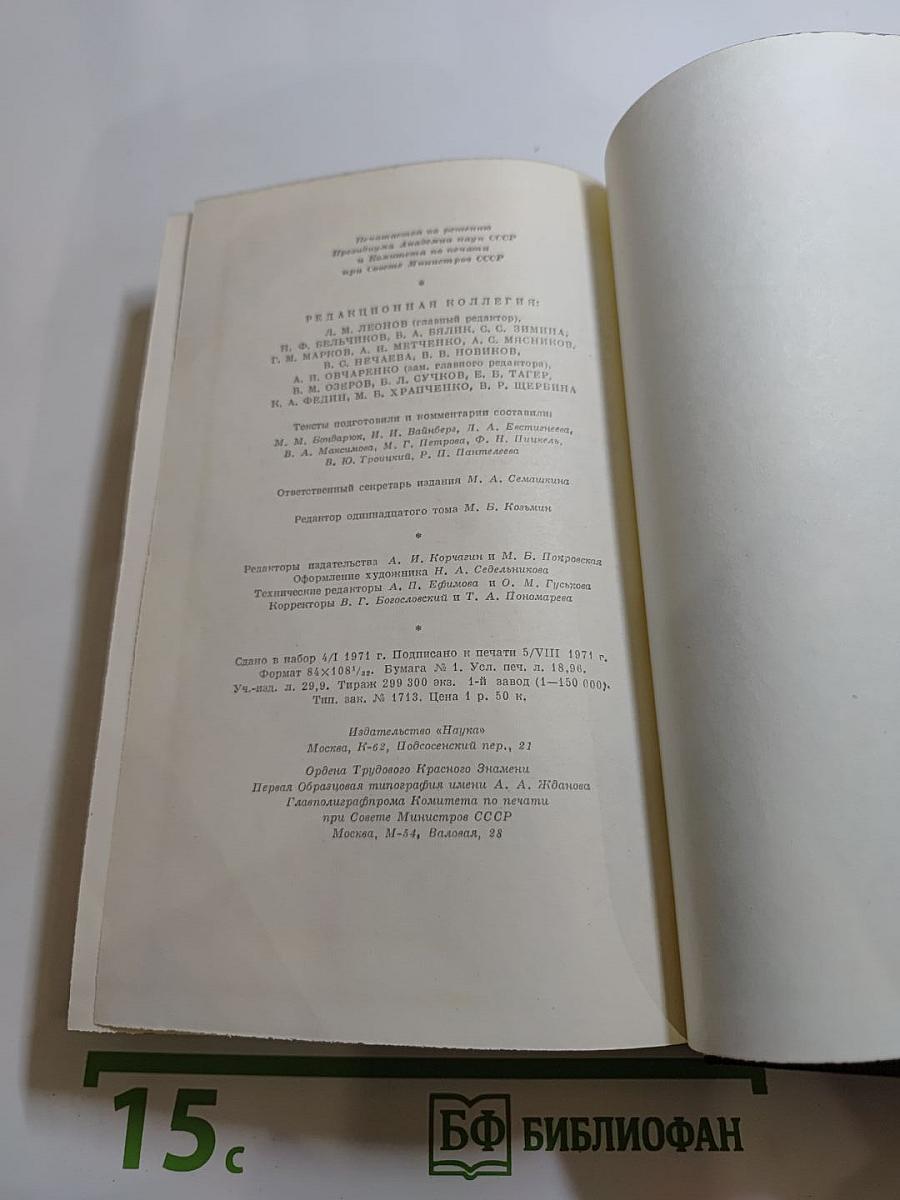 Печатается по решению
Президиума Академии наук СССР
и Комитета по печати
при Совете Министров СССР
*
РЕДАКЦИОННАЯ КОЛЛЕГИЯ:
Л. М. ЛЕОНОВ (главный редактор),
Н. Ф. БЕЛЬЧИКОВ, Б. А. БЯЛИК, С. С. ЗИМИНА,
Г. М. МАРКОВ, А. И. МЕТЧЕНКО, А. С. МЯСНИКОВ,
В. С. НЕЧАЕВА, В. В. НОВИКОВ,
А. И. ОВЧАРЕНКО (зам. главного редактора),
В. М. ОЗЕРОВ, Б. Л. СУЧКОВ, Е. Б. ТАГЕР,
К. А. ФЕДИН, М. Б. ХРАПЧЕНКО, В. Р. ЩЕРБИНА
Тексты подготовили и комментарии составили
М. М. Бондарюк, И. И. Вайнберг, Л. А. Евстигнеева,
В. А. Максимова, М. Г. Петрова, Ф. Н. Пицкель,
В. Ю. Троицкий, Р. П. Пантелеева
Ответственный секретарь издания М. А. Семашкина
Редактор одиннадцатого тома М. Б. Козьмин
*
Редакторы издательства А. И. Корчагин и М. Б. Покровская
Оформление художника Н. А. Седельникова
Технические редакторы А. П. Ефимова и О. М. Гуськова
Корректоры В. Г. Богословский и Т. А. Пономарева
*
Сдано в набор 4/I 1971 г. Подписано к печати 5/VIII 1971 г.
Формат 84×108¹/₃₂. Бумага № 1. Усл. печ. л. 18,96.
Уч.-изд. л. 29,9. Тираж 299 300 экз. 1-й завод (1—150 000).
Тип. зак. № 1713. Цена 1 р. 50 к.
Издательство «Наука»
Москва, К-62, Подсосенский пер., 21
Ордена Трудового Красного Знамени
Первая Образцовая типография имени А. А. Жданова
Главполиграфпрома Комитета по печати
при Совете Министров СССР
Москва, М-54, Валовая, 28
15 с
БФ БИБЛИОФАН